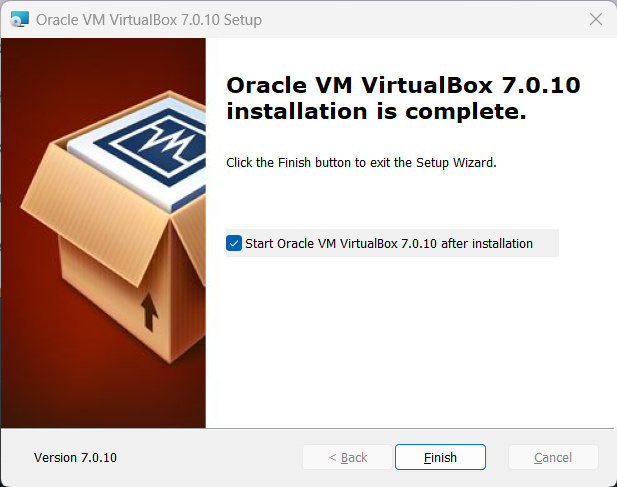 Oracle VM VirtualBox 7.0.10 Setup
Oracle VM VirtualBox 7.0.10
installation is complete.
Click the Finish button to exit the Setup Wizard.
Start Oracle VM VirtualBox 7.0.10 after installation
Version 7.0.10
< Back
Finish
Cancel